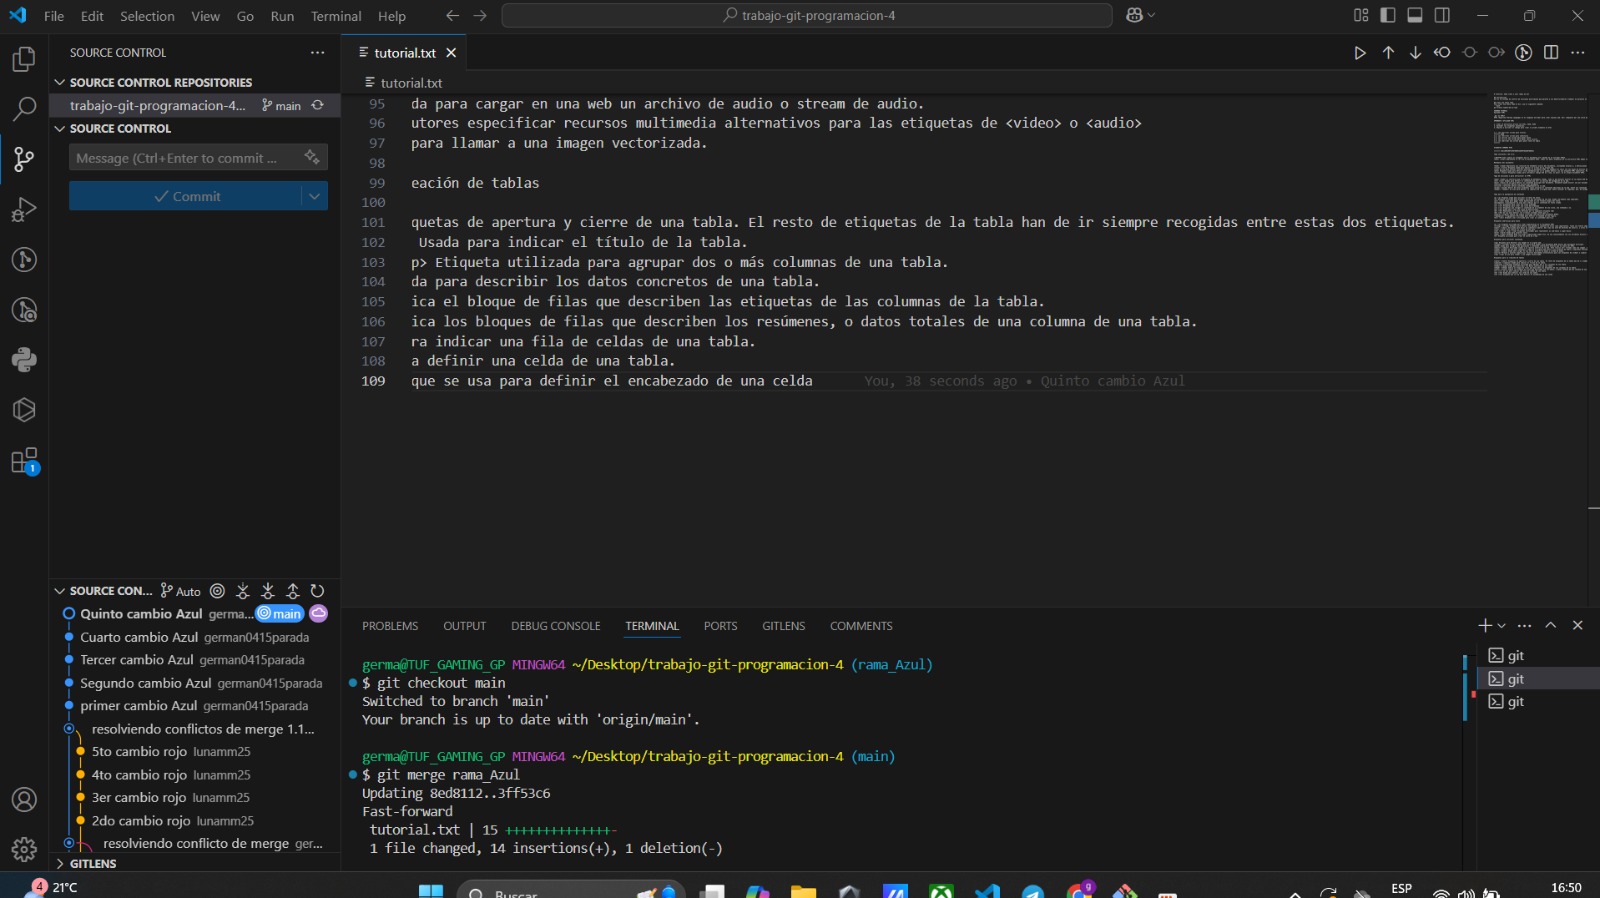 File Edit Selection View Go Run Terminal Help
trabajo-git-programacion-4
SOURCE CONTROL
SOURCE CONTROL REPOSITORIES
trabajo-git-programacion-4... main
SOURCE CONTROL
Message (Ctrl+Enter to commit ...
Commit
1
tutorial.txt
tutorial.txt
95 da para cargar en una web un archivo de audio o stream de audio.
96 utores especificar recursos multimedia alternativos para las etiquetas de <video> o <audio>
97 para llamar a una imagen vectorizada.
98
99 eación de tablas
100
101 quetas de apertura y cierre de una tabla. El resto de etiquetas de la tabla han de ir siempre recogidas entre estas dos etiquetas.
102 Usada para indicar el título de la tabla.
103 p> Etiqueta utilizada para agrupar dos o más columnas de una tabla.
104 da para describir los datos concretos de una tabla.
105 ica el bloque de filas que describen las etiquetas de las columnas de la tabla.
106 ica los bloques de filas que describen los resúmenes, o datos totales de una columna de una tabla.
107 ra indicar una fila de celdas de una tabla.
108 a definir una celda de una tabla.
109 que se usa para definir el encabezado de una celda You, 38 seconds ago • Quinto cambio Azul
SOURCE CON... Auto
Quinto cambio Azul germa... main
Cuarto cambio Azul german0415parada
Tercer cambio Azul german0415parada
Segundo cambio Azul german0415parada
primer cambio Azul german0415parada
resolviendo conflictos de merge 1.1...
5to cambio rojo lunamm25
4to cambio rojo lunamm25
3er cambio rojo lunamm25
2do cambio rojo lunamm25
resolviendo conflicto de merge ger...
GITLENS
PROBLEMS OUTPUT DEBUG CONSOLE TERMINAL PORTS GITLENS COMMENTS
germa@TUF_GAMING_GP MINGW64 ~/Desktop/trabajo-git-programacion-4 (rama_Azul)
$ git checkout main
Switched to branch 'main'
Your branch is up to date with 'origin/main'.
germa@TUF_GAMING_GP MINGW64 ~/Desktop/trabajo-git-programacion-4 (main)
$ git merge rama_Azul
Updating 8ed8112..3ff53c6
Fast-forward
tutorial.txt | 15 ++++++++++++++-
1 file changed, 14 insertions(+), 1 deletion(-)
git
git
git
4 21°C
Buscar
g
ESP
16:50